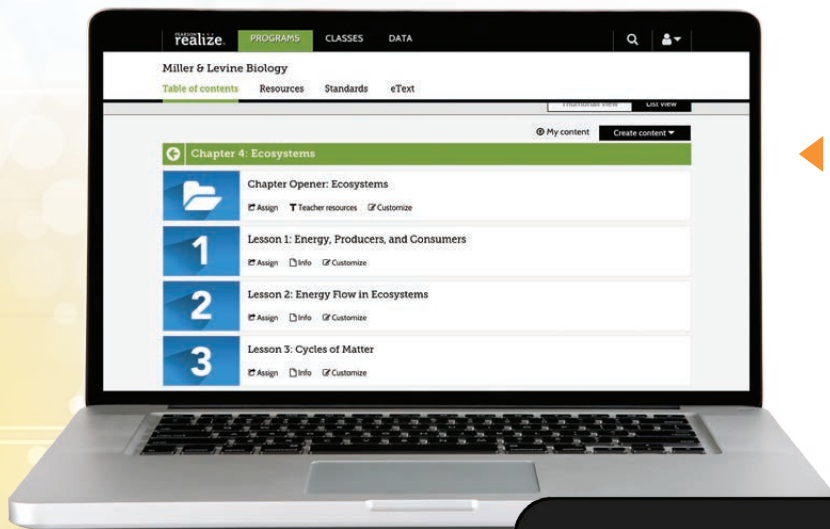 PEARSON
realize.
PROGRAMS CLASSES DATA
Miller & Levine Biology
Table of contents Resources Standards eText
Thumbnail view List view
My content Create content
Chapter 4: Ecosystems
Chapter Opener: Ecosystems
Assign T Teacher resources Customize
1
Lesson 1: Energy, Producers, and Consumers
Assign Info Customize
2
Lesson 2: Energy Flow in Ecosystems
Assign Info Customize
3
Lesson 3: Cycles of Matter
Assign Info Customize